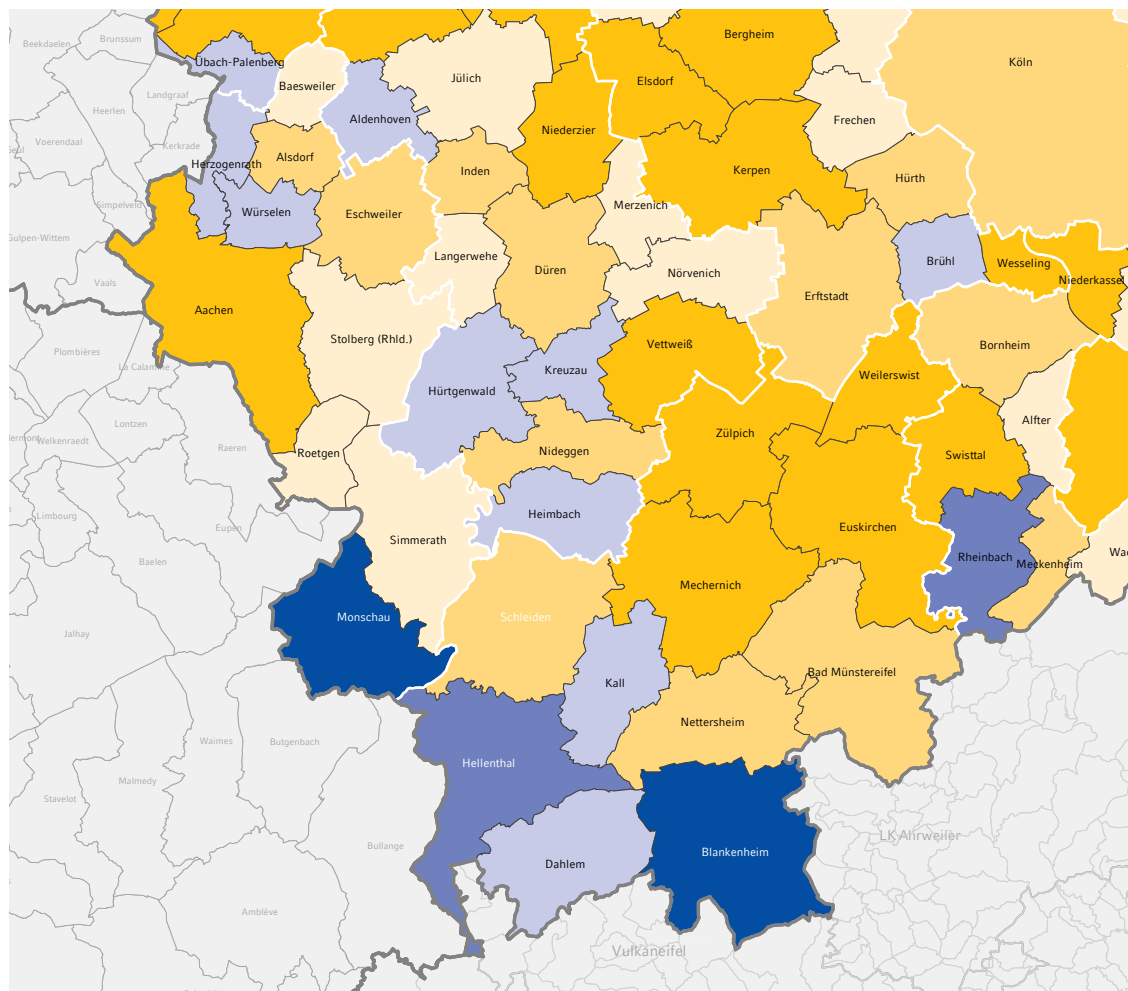 Bergheim
Brunssum
Beekdaelen
Übach-Palenberg
Köln
Jülich
Elsdorf
Baesweiler
Landgraaf
Heerlen
Aldenhoven
Frechen
Niederzier
Voerendaal
Kerkrade
Alsdorf
Herzogenrath
Inden
Kerpen
Hürth
Simpelveld
Merzenich
Würselen
Eschweiler
Gulpen-Wittem
Langerwehe
Brühl
Wesseling
Düren
Nörvenich
Vaals
Niederkassel
Erftstadt
Aachen
Stolberg (Rhld.)
Vettweiß
Bornheim
Plombières
La Calamine
Kreuzau
Weilerswist
Hürtgenwald
Alfter
Lontzen
Zülpich
Welkenraedt
Raeren
Roetgen
Nideggen
Swisttal
Heimbach
Limbourg
Eupen
Euskirchen
Simmerath
Baelen
Rheinbach
Meckenheim
Mechernich
Monschau
Schleiden
Jalhay
Bad Münstereifel
Kall
Nettersheim
Waimes
Butgenbach
Hellenthal
Malmedy
Stavelot
LK Ahrweiler
Bullange
Blankenheim
Dahlem
Amblève
Vulkaneifel